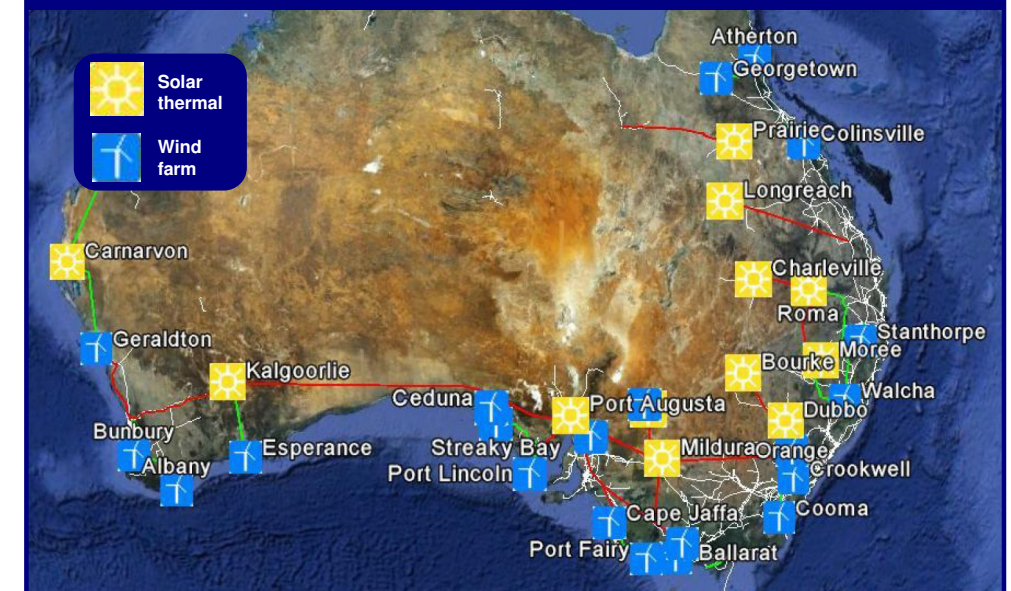 Solar
thermal
Wind
farm
Atherton
Georgetown
Prairie
Colinsville
Longreach
Carnarvon
Charleville
Roma
Stanthorpe
Geraldton
Moree
Bourke
Kalgoorlie
Walcha
Ceduna
Port Augusta
Dubbo
Bunbury
Streaky Bay
Esperance
Mildura
Orange
Albany
Port Lincoln
Crookwell
Cape Jaffa
Cooma
Port Fairy
Ballarat